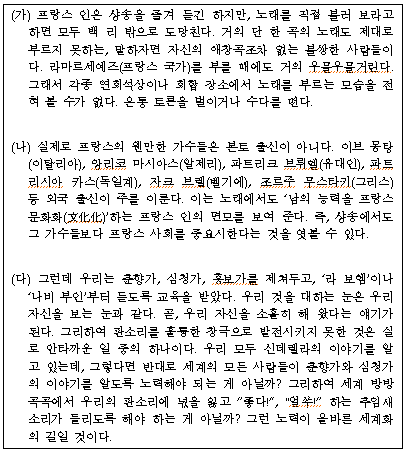 (가) 프랑스 인은 샹송을 즐겨 듣긴 하지만, 노래를 직접 불러 보라고
하면 모두 백 리 밖으로 도망친다. 거의 단 한 곡의 노래도 제대로
부르지 못하는, 말하자면 자신의 애창곡조차 없는 불쌍한 사람들이
다. 라마르세예즈(프랑스 국가)를 부를 때에도 거의 우물우물거린다.
그래서 각종 연회석상이나 회합 장소에서 노래를 부르는 모습을 전
혀 볼 수가 없다. 온통 토론을 벌이거나 수다를 떤다.
(나) 실제로 프랑스의 웬만한 가수들은 본토 출신이 아니다. 이브 몽탕
(이탈리아), 앙리코 마시아스(알제리), 파트리크 브뤼엘(유대인), 파트
리시아 카스(독일계), 자크 브렐(벨기에), 조르주 무스타키(그리스)
등 외국 출신이 주를 이룬다. 이는 노래에서도 ‘남의 능력을 프랑스
문화화(文化化)’하는 프랑스 인의 면모를 보여 준다. 즉, 샹송에서도
그 가수들보다 프랑스 사회를 중요시한다는 것을 엿볼 수 있다.
(다) 그런데 우리는 춘향가, 심청가, 흥보가를 제쳐두고, ‘라 보엠’이나
‘나비 부인’부터 듣도록 교육을 받았다. 우리 것을 대하는 눈은 우리
자신을 보는 눈과 같다. 곧, 우리 자신을 소홀히 해 왔다는 얘기가
된다. 그리하여 판소리를 훌륭한 창극으로 발전시키지 못한 것은 실
로 안타까운 일 중의 하나이다. 우리 모두 신데렐라의 이야기를 알
고 있는데, 그렇다면 반대로 세계의 모든 사람들이 춘향가와 심청가
의 이야기를 알도록 노력해야 되는 게 아닐까? 그리하여 세계 방방
곡곡에서 우리의 판소리에 넋을 잃고 “좋다!”, "얼쑤!” 하는 추임새
소리가 들리도록 해야 하는 게 아닐까? 그런 노력이 올바른 세계화
의 길일 것이다.